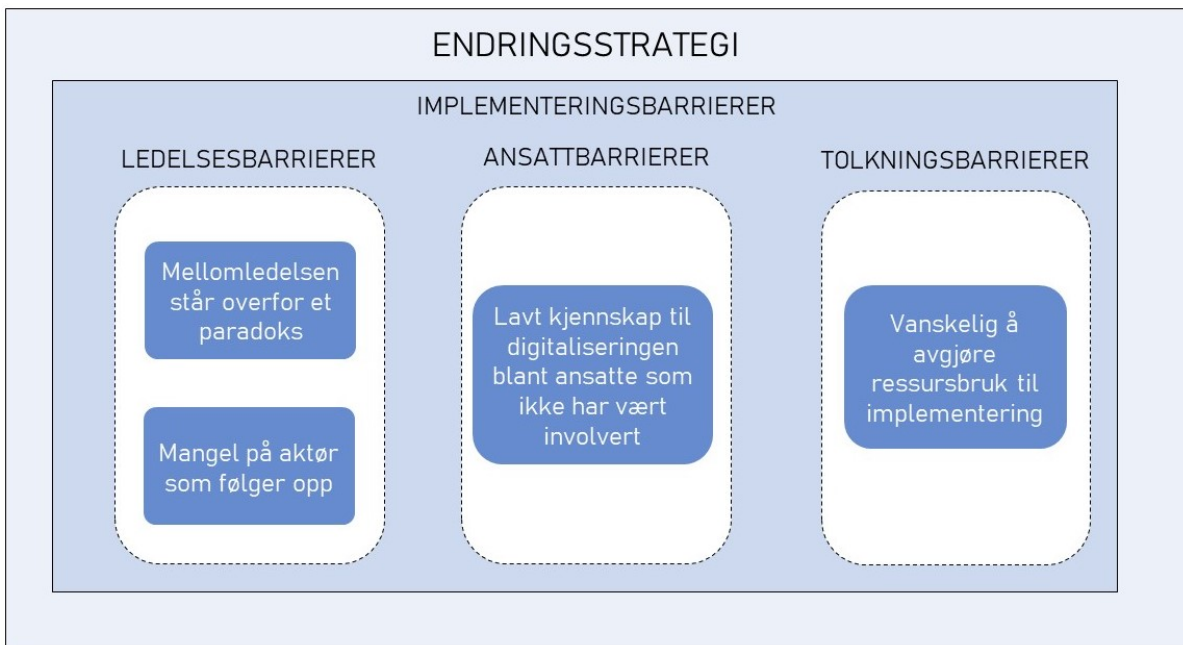 ENDRINGSSTRATEGI
IMPLEMENTERINGSBARRIERER
LEDELSESBARRIERER
Mellomledelsen
står overfor et
paradoks
Mangel på aktør
som følger opp
ANSATTBARRIERER
Lavt kjennskap til
digitaliseringen
blant ansatte som
ikke har vært
involvert
TOLKNINGSBARRIERER
Vanskelig å
avgjøre
ressursbruk til
implementering